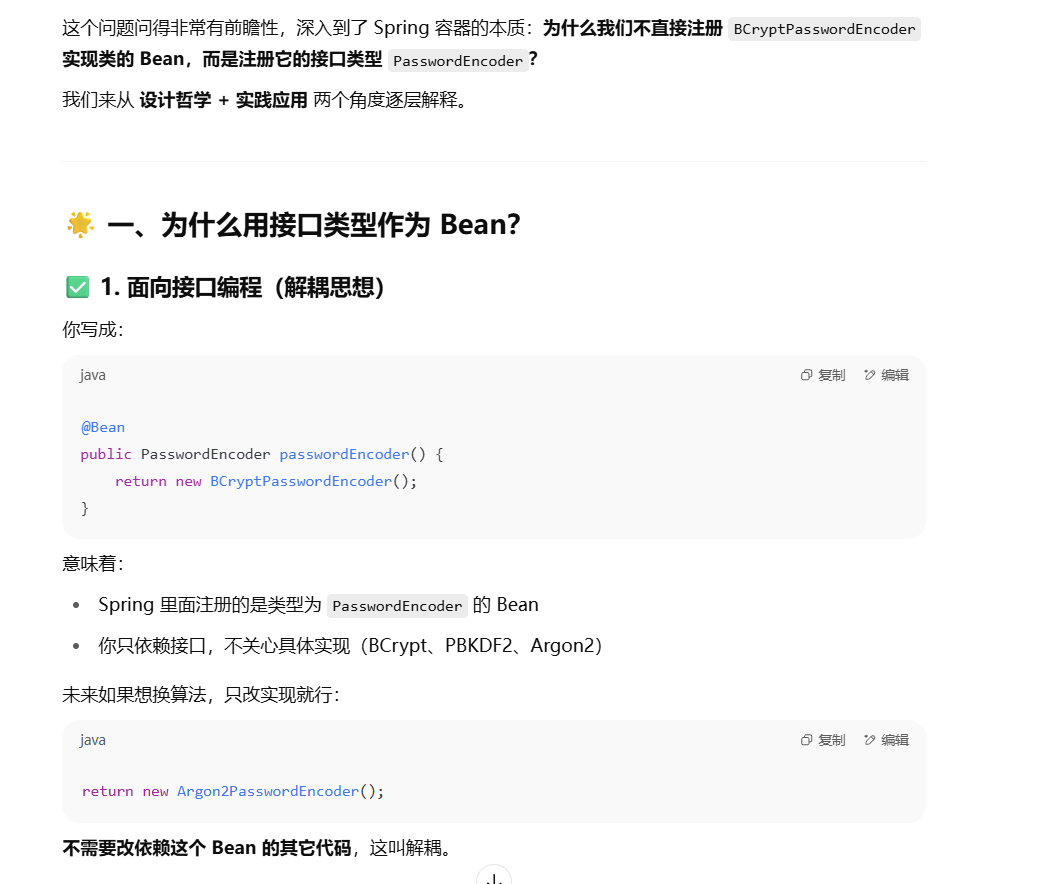 这个问题问得非常有前瞻性，深入到了 Spring 容器的本质：为什么我们不直接注册 BCryptPasswordEncoder
实现类的 Bean，而是注册它的接口类型 PasswordEncoder？
我们来从 设计哲学 + 实践应用 两个角度逐层解释。
🌟 一、为什么用接口类型作为 Bean？
✅ 1. 面向接口编程（解耦思想）
你写成：
java 复制 编辑
@Bean
public PasswordEncoder passwordEncoder() {
    return new BCryptPasswordEncoder();
}
意味着：
• Spring 里面注册的是类型为 PasswordEncoder 的 Bean
• 你只依赖接口，不关心具体实现（BCrypt、PBKDF2、Argon2）
未来如果想换算法，只改实现就行：
java 复制 编辑
return new Argon2PasswordEncoder();
不需要改依赖这个 Bean 的其它代码，这叫解耦。